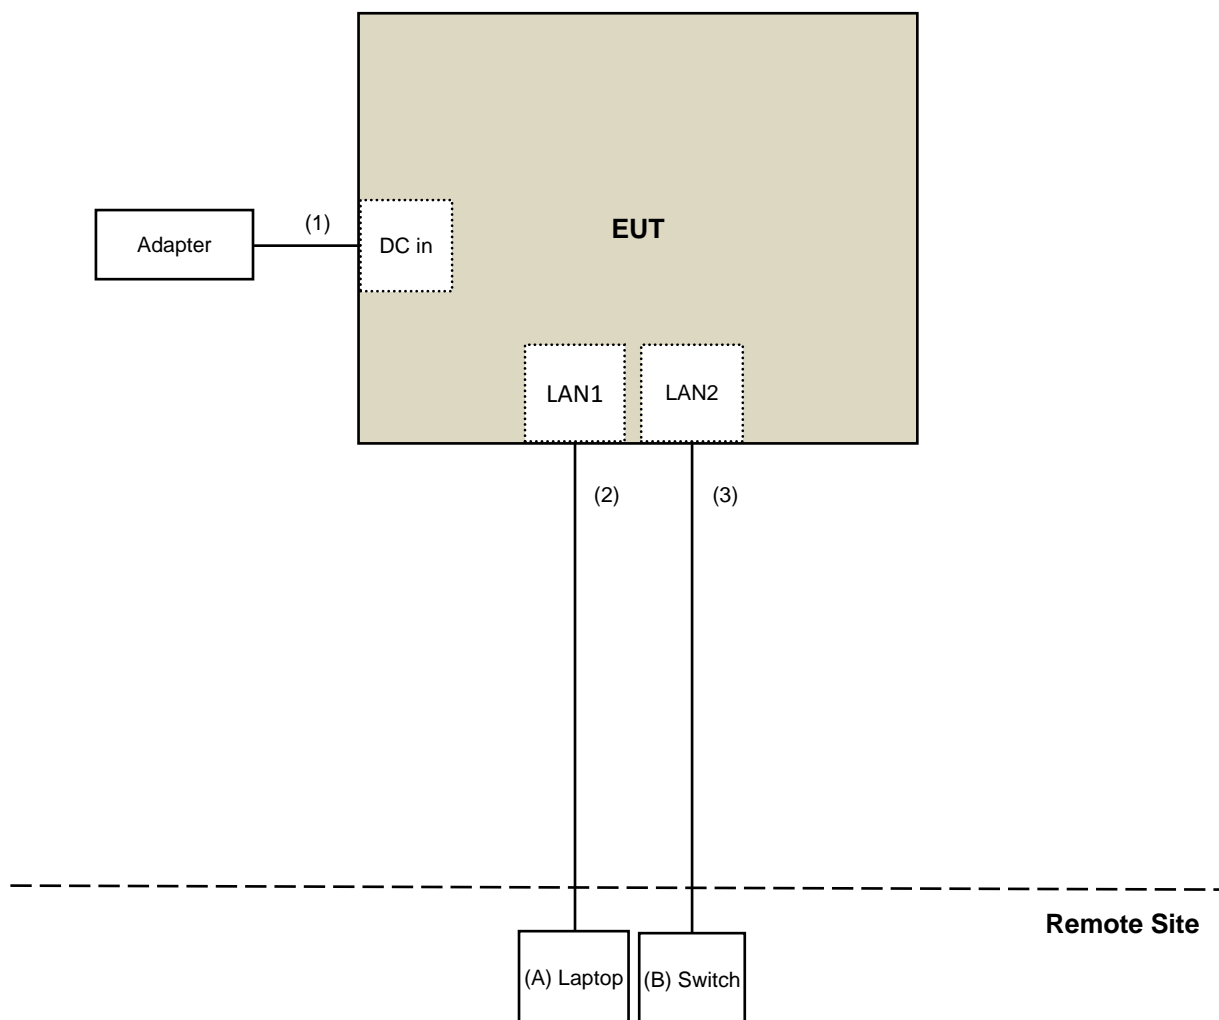 EUT
(1)
Adapter
DC in
LAN1
LAN2
(2)
(3)
Remote Site
(A) Laptop
(B) Switch